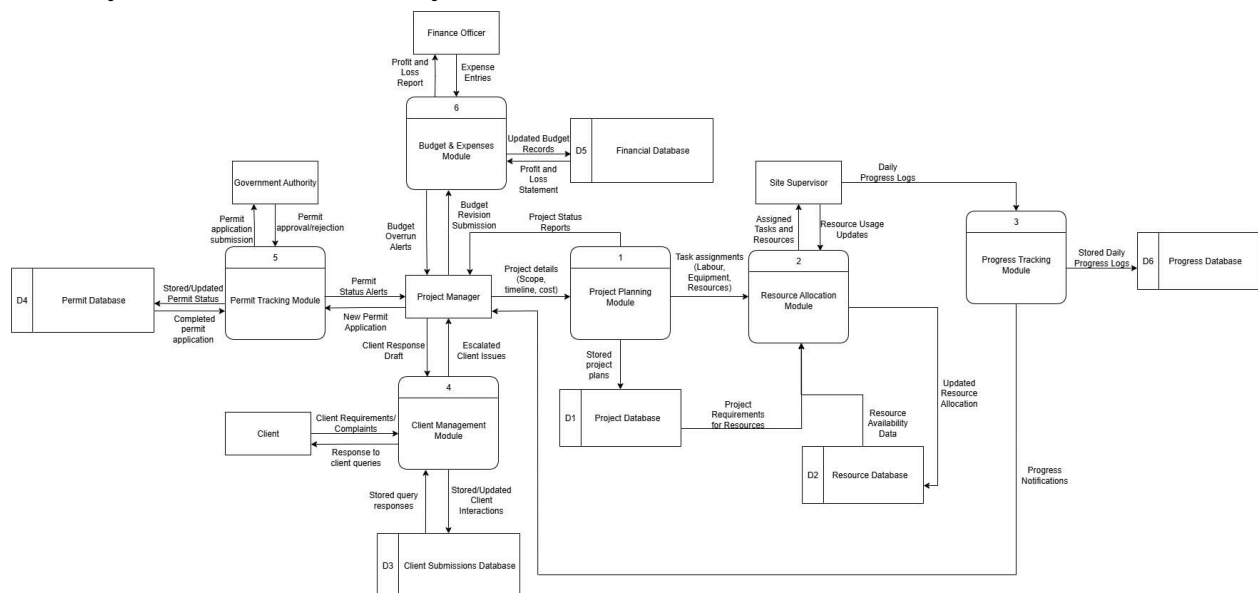 Finance Officer
Profit and
Loss
Report
Expense
Entries
6
Budget & Expenses
Module
Updated Budget
Records
Profit and
Loss
Statement
D5
Financial Database
Government Authority
Permit
application
submission
Permit
approval/rejection
Budget
Overrun
Alerts
Budget
Revision
Submission
Project Status
Reports
Site Supervisor
Daily
Progress Logs
Assigned
Tasks and
Resources
Resource Usage
Updates
5
Permit Tracking Module
D4
Permit Database
Stored/Updated
Permit Status
Completed
permit
application
Permit
Status Alerts
New Permit
Application
Project Manager
Project details
(Scope,
timeline, cost)
1
Project Planning
Module
Task assignments
(Labour,
Equipment,
Resources)
2
Resource Allocation
Module
3
Progress Tracking
Module
Stored Daily
Progress Logs
D6
Progress Database
Client Response
Draft
Escalated
Client Issues
Stored
project
plans
4
Client Management
Module
Client
Client Requirements/
Complaints
Response to
client queries
D1
Project Database
Project
Requirements
for Resources
Resource
Availability
Data
Updated
Resource
Allocation
D2
Resource Database
Progress
Notifications
Stored query
responses
Stored/Updated
Client
Interactions
D3
Client Submissions Database